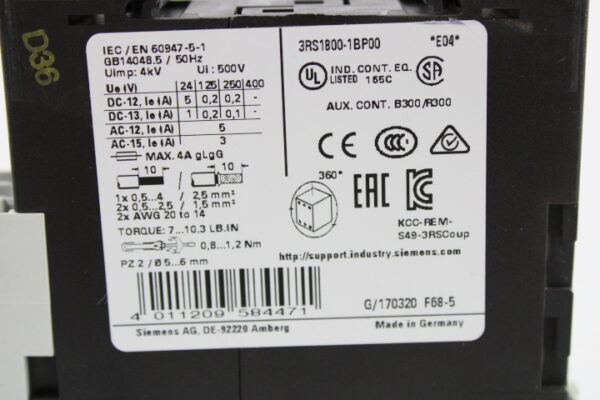 D36
IEC / EN 60947-5-1
GB14048.5 / 50Hz
Uimp: 4kV Ui: 500V
Ue (V) 24 125 250 400
DC-12, Ie (A) 5 0,2 0,2 -
DC-13, Ie (A) 1 0,2 0,1 -
AC-12, Ie (A) 5
AC-15, Ie (A) 3
MAX. 4A gLgG
10 10
1x 0,5...4 / 2,5 mm²
2x 0,5...2,5 / 1,5 mm²
2x AWG 20 to 14
TORQUE: 7...10.3 LB.IN
0,8...1,2 Nm
PZ 2 / Ø 5...6 mm
4 011209 584471
Siemens AG, DE-92220 Amberg
3RS1800-1BP00 *E04*
UL IND. CONT. EQ. SA
LISTED 165C
AUX. CONT. B300/R300
CE CCC
360° EAC
KCC-REM-
S49-3RSCoup
http://support.industry.siemens.com
G/170320 F68-5
Made in Germany